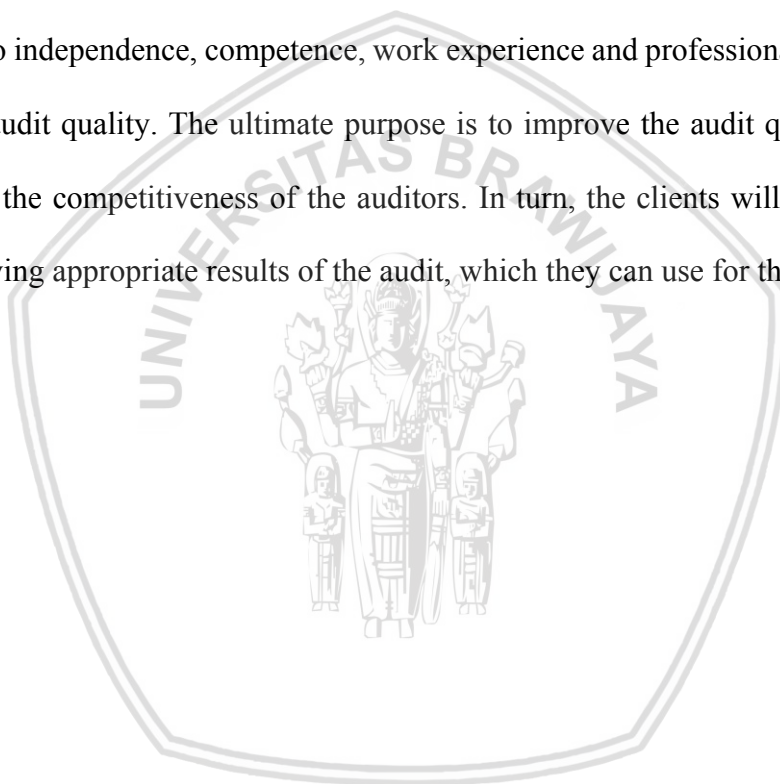 o independence, competence, work experience and professiona
udit quality. The ultimate purpose is to improve the audit q
the competitiveness of the auditors. In turn, the clients will
ing appropriate results of the audit, which they can use for th
UNIVERSITAS BRAWIJAYA